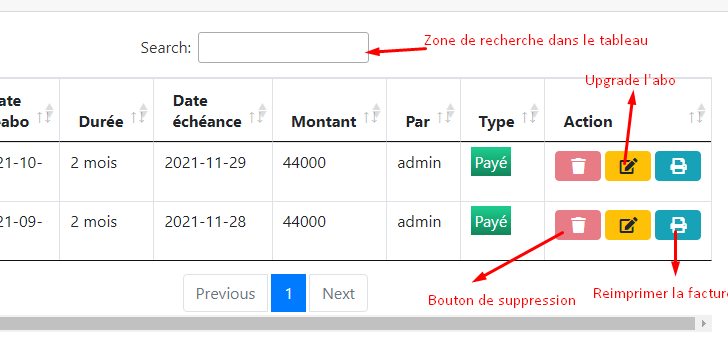 Search:
Zone de recherche dans le tableau
Upgrade l'abo
ate
abo
Durée
Date
échéance
Montant
Par
Type
Action
21-10-
2 mois
2021-11-29
44000
admin
Payé
21-09-
2 mois
2021-11-28
44000
admin
Payé
Previous
1
Next
Bouton de suppression
Reimprimer la facture